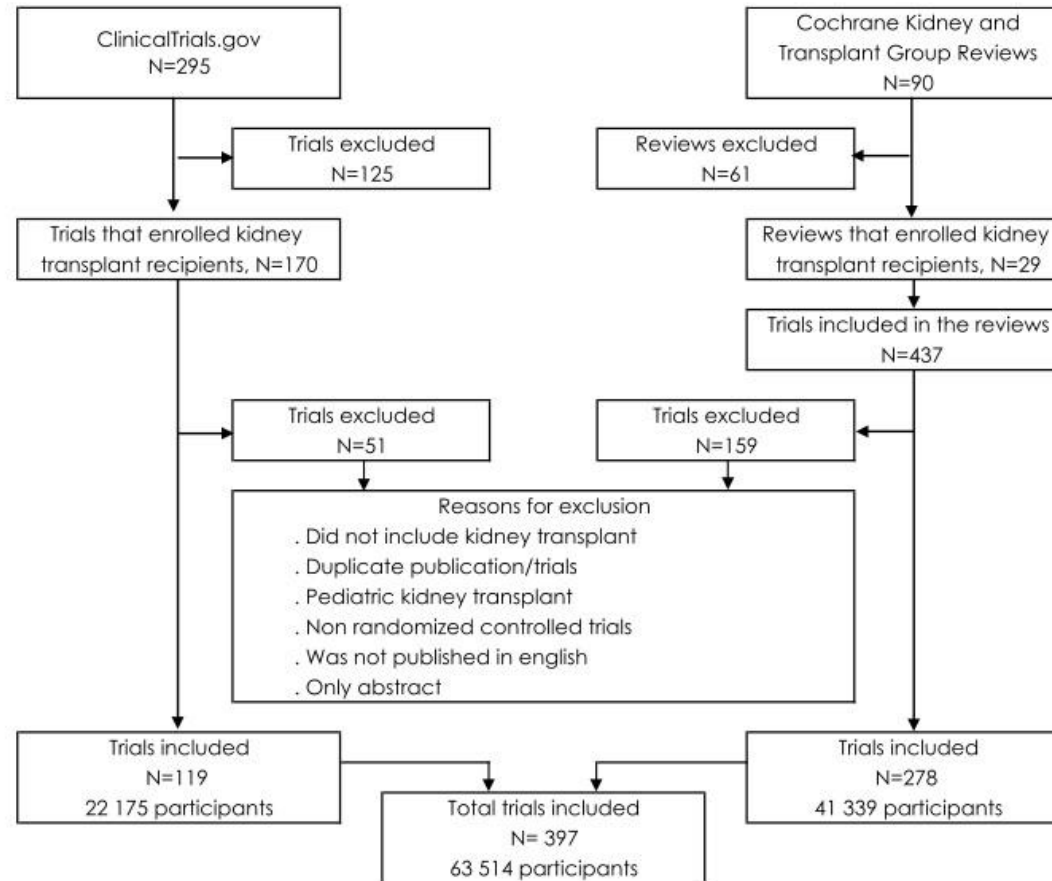 ClinicalTrials.gov
N=295
Cochrane Kidney and
Transplant Group Reviews
N=90
Trials excluded
N=125
Reviews excluded
N=61
Trials that enrolled kidney
transplant recipients, N=170
Reviews that enrolled kidney
transplant recipients, N=29
Trials included in the reviews
N=437
Trials excluded
N=51
Trials excluded
N=159
Reasons for exclusion
. Did not include kidney transplant
. Duplicate publication/trials
. Pediatric kidney transplant
. Non randomized controlled trials
. Was not published in english
. Only abstract
Trials included
N=119
22 175 participants
Trials included
N=278
41 339 participants
Total trials included
N= 397
63 514 participants